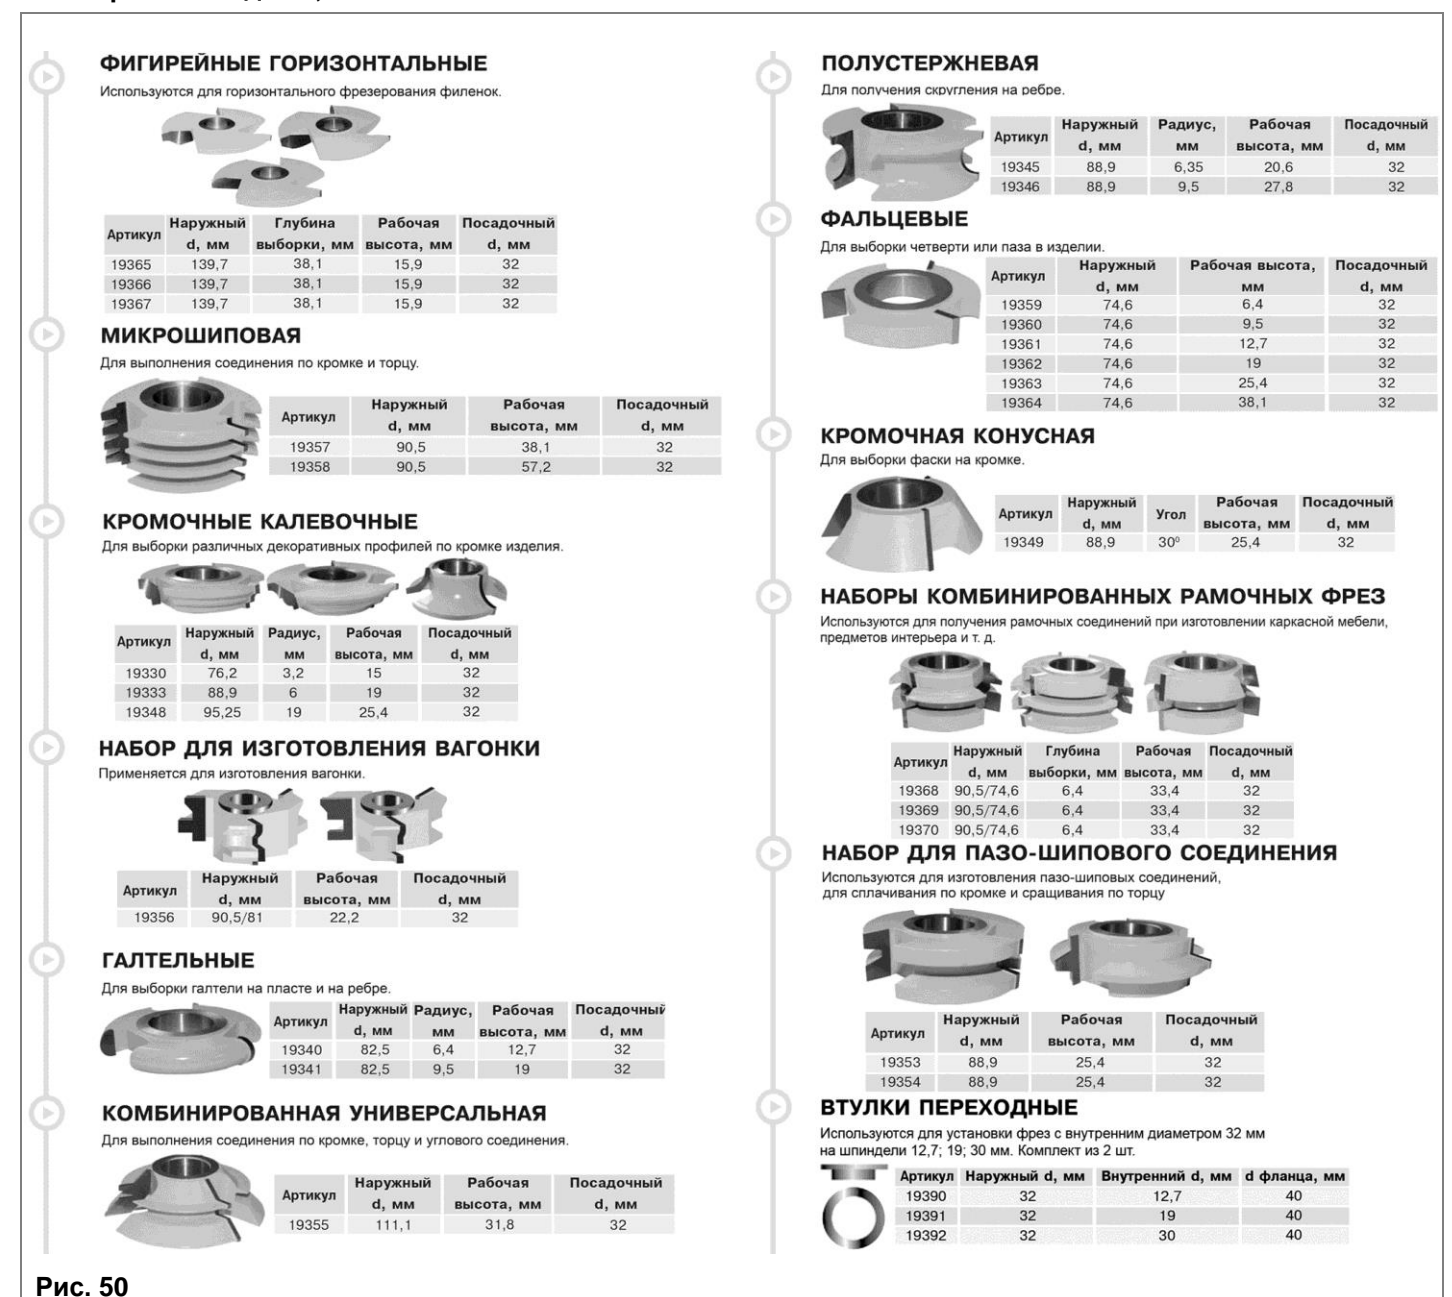 ФИГИРЕЙНЫЕ ГОРИЗОНТАЛЬНЫЕ
Используются для горизонтального фрезерования филенок.
Артикул Наружный d, мм Глубина выборки, мм Рабочая высота, мм Посадочный d, мм
19365 139,7 38,1 15,9 32
19366 139,7 38,1 15,9 32
19367 139,7 38,1 15,9 32
МИКРОШИПОВАЯ
Для выполнения соединения по кромке и торцу.
Артикул Наружный d, мм Рабочая высота, мм Посадочный d, мм
19357 90,5 38,1 32
19358 90,5 57,2 32
КРОМОЧНЫЕ КАЛЕВОЧНЫЕ
Для выборки различных декоративных профилей по кромке изделия.
Артикул Наружный d, мм Радиус, мм Рабочая высота, мм Посадочный d, мм
19330 76,2 3,2 15 32
19333 88,9 6 19 32
19348 95,25 19 25,4 32
НАБОР ДЛЯ ИЗГОТОВЛЕНИЯ ВАГОНКИ
Применяется для изготовления вагонки.
Артикул Наружный d, мм Рабочая высота, мм Посадочный d, мм
19356 90,5/81 22,2 32
ГАЛТЕЛЬНЫЕ
Для выборки галтели на пласте и на ребре.
Артикул Наружный d, мм Радиус, мм Рабочая высота, мм Посадочный d, мм
19340 82,5 6,4 12,7 32
19341 82,5 9,5 19 32
КОМБИНИРОВАННАЯ УНИВЕРСАЛЬНАЯ
Для выполнения соединения по кромке, торцу и углового соединения.
Артикул Наружный d, мм Рабочая высота, мм Посадочный d, мм
19355 111,1 31,8 32
ПОЛУСТЕРЖНЕВАЯ
Для получения скругления на ребре.
Артикул Наружный d, мм Радиус, мм Рабочая высота, мм Посадочный d, мм
19345 88,9 6,35 20,6 32
19346 88,9 9,5 27,8 32
ФАЛЬЦЕВЫЕ
Для выборки четверти или паза в изделии.
Артикул Наружный d, мм Рабочая высота, мм Посадочный d, мм
19359 74,6 6,4 32
19360 74,6 9,5 32
19361 74,6 12,7 32
19362 74,6 19 32
19363 74,6 25,4 32
19364 74,6 38,1 32
КРОМОЧНАЯ КОНУСНАЯ
Для выборки фаски на кромке.
Артикул Наружный d, мм Угол Рабочая высота, мм Посадочный d, мм
19349 88,9 30⁰ 25,4 32
НАБОРЫ КОМБИНИРОВАННЫХ РАМОЧНЫХ ФРЕЗ
Используются для получения рамочных соединений при изготовлении каркасной мебели,
предметов интерьера и т. д.
Артикул Наружный d, мм Глубина выборки, мм Рабочая высота, мм Посадочный d, мм
19368 90,5/74,6 6,4 33,4 32
19369 90,5/74,6 6,4 33,4 32
19370 90,5/74,6 6,4 33,4 32
НАБОР ДЛЯ ПАЗО-ШИПОВОГО СОЕДИНЕНИЯ
Используются для изготовления пазо-шиповых соединений,
для сплачивания по кромке и сращивания по торцу
Артикул Наружный d, мм Рабочая высота, мм Посадочный d, мм
19353 88,9 25,4 32
19354 88,9 25,4 32
ВТУЛКИ ПЕРЕХОДНЫЕ
Используются для установки фрез с внутренним диаметром 32 мм
на шпиндели 12,7; 19; 30 мм. Комплект из 2 шт.
Артикул Наружный d, мм Внутренний d, мм d фланца, мм
19390 32 12,7 40
19391 32 19 40
19392 32 30 40
Рис. 50